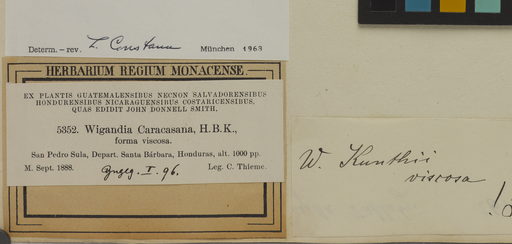 Determ. – rev. L. Constance München 1963
HERBARIUM REGIUM MONACENSE
EX PLANTIS GUATEMALENSIBUS NECNON SALVADORENSIBUS
HONDURENSIBUS NICARAGUENSIBUS COSTARICENSIBUS,
QUAS EDIDIT JOHN DONNELL SMITH.
5352. Wigandia Caracasana, H.B.K.,
forma viscosa.
San Pedro Sula, Depart. Santa Bárbara, Honduras, alt. 1000 pp.
M. Sept. 1888. Leg. C. Thieme.
I. 96.
W. Kunthii
viscosa